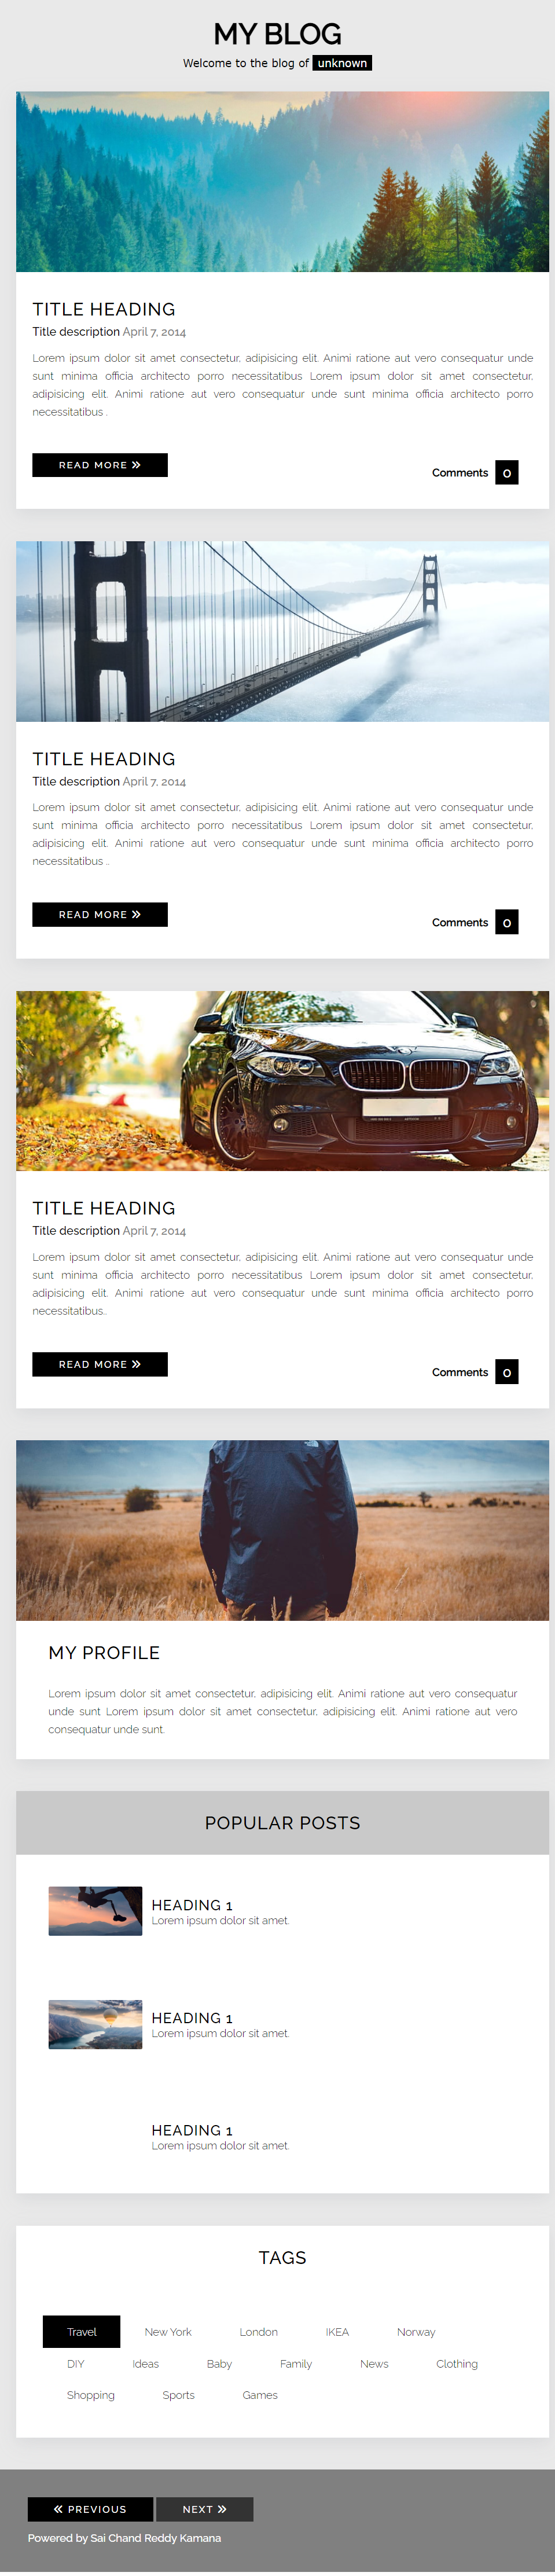 MY BLOG
Welcome to the blog of unknown
TITLE HEADING
Title description April 7, 2014
Lorem ipsum dolor sit amet consectetur, adipisicing elit. Animi ratione aut vero consequatur unde
sunt minima officia architecto porro necessitatibus Lorem ipsum dolor sit amet consectetur,
adipisicing elit. Animi ratione aut vero consequatur unde sunt minima officia architecto porro
necessitatibus .
READ MORE »
Comments 0
TITLE HEADING
Title description April 7, 2014
Lorem ipsum dolor sit amet consectetur, adipisicing elit. Animi ratione aut vero consequatur unde
sunt minima officia architecto porro necessitatibus Lorem ipsum dolor sit amet consectetur,
adipisicing elit. Animi ratione aut vero consequatur unde sunt minima officia architecto porro
necessitatibus ..
READ MORE »
Comments 0
TITLE HEADING
Title description April 7, 2014
Lorem ipsum dolor sit amet consectetur, adipisicing elit. Animi ratione aut vero consequatur unde
sunt minima officia architecto porro necessitatibus Lorem ipsum dolor sit amet consectetur,
adipisicing elit. Animi ratione aut vero consequatur unde sunt minima officia architecto porro
necessitatibus..
READ MORE »
Comments 0
MY PROFILE
Lorem ipsum dolor sit amet consectetur, adipisicing elit. Animi ratione aut vero consequatur
unde sunt Lorem ipsum dolor sit amet consectetur, adipisicing elit. Animi ratione aut vero
consequatur unde sunt.
POPULAR POSTS
HEADING 1
Lorem ipsum dolor sit amet.
HEADING 1
Lorem ipsum dolor sit amet.
HEADING 1
Lorem ipsum dolor sit amet.
TAGS
Travel New York London IKEA Norway
DIY Ideas Baby Family News Clothing
Shopping Sports Games
« PREVIOUS NEXT »
Powered by Sai Chand Reddy Kamana